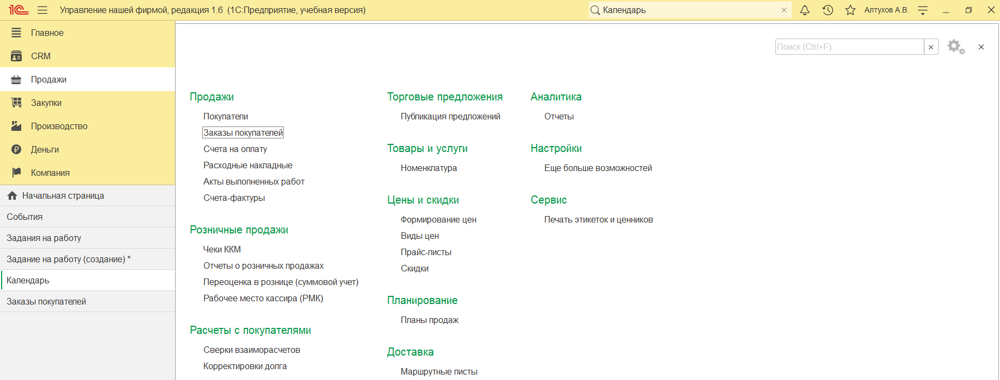 1С Управление нашей фирмой, редакция 1.6 (1С:Предприятие, учебная версия) Календарь Алтухов А.В.
Главное
CRM
Продажи
Закупки
Производство
Деньги
Компания
Начальная страница
События
Задания на работу
Задание на работу (создание) *
Календарь
Заказы покупателей
Поиск (Ctrl+F)
Продажи
Покупатели
Заказы покупателей
Счета на оплату
Расходные накладные
Акты выполненных работ
Счета-фактуры
Розничные продажи
Чеки ККМ
Отчеты о розничных продажах
Переоценка в рознице (суммовой учет)
Рабочее место кассира (РМК)
Расчеты с покупателями
Сверки взаиморасчетов
Корректировки долга
Торговые предложения
Публикация предложений
Товары и услуги
Номенклатура
Цены и скидки
Формирование цен
Виды цен
Прайс-листы
Скидки
Планирование
Планы продаж
Доставка
Маршрутные листы
Аналитика
Отчеты
Настройки
Еще больше возможностей
Сервис
Печать этикеток и ценников